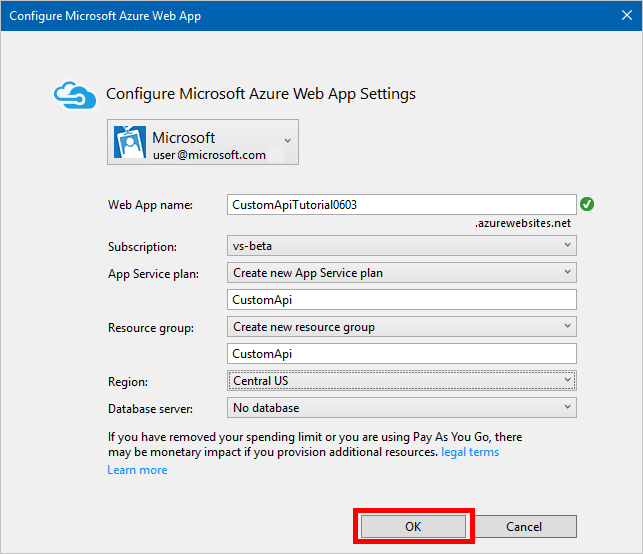 Configure Microsoft Azure Web App
Configure Microsoft Azure Web App Settings
Microsoft
user@microsoft.com
Web App name: CustomApiTutorial0603
.azurewebsites.net
Subscription: vs-beta
App Service plan: Create new App Service plan
CustomApi
Resource group: Create new resource group
CustomApi
Region: Central US
Database server: No database
If you have removed your spending limit or you are using Pay As You Go, there
may be monetary impact if you provision additional resources. legal terms
Learn more
OK Cancel